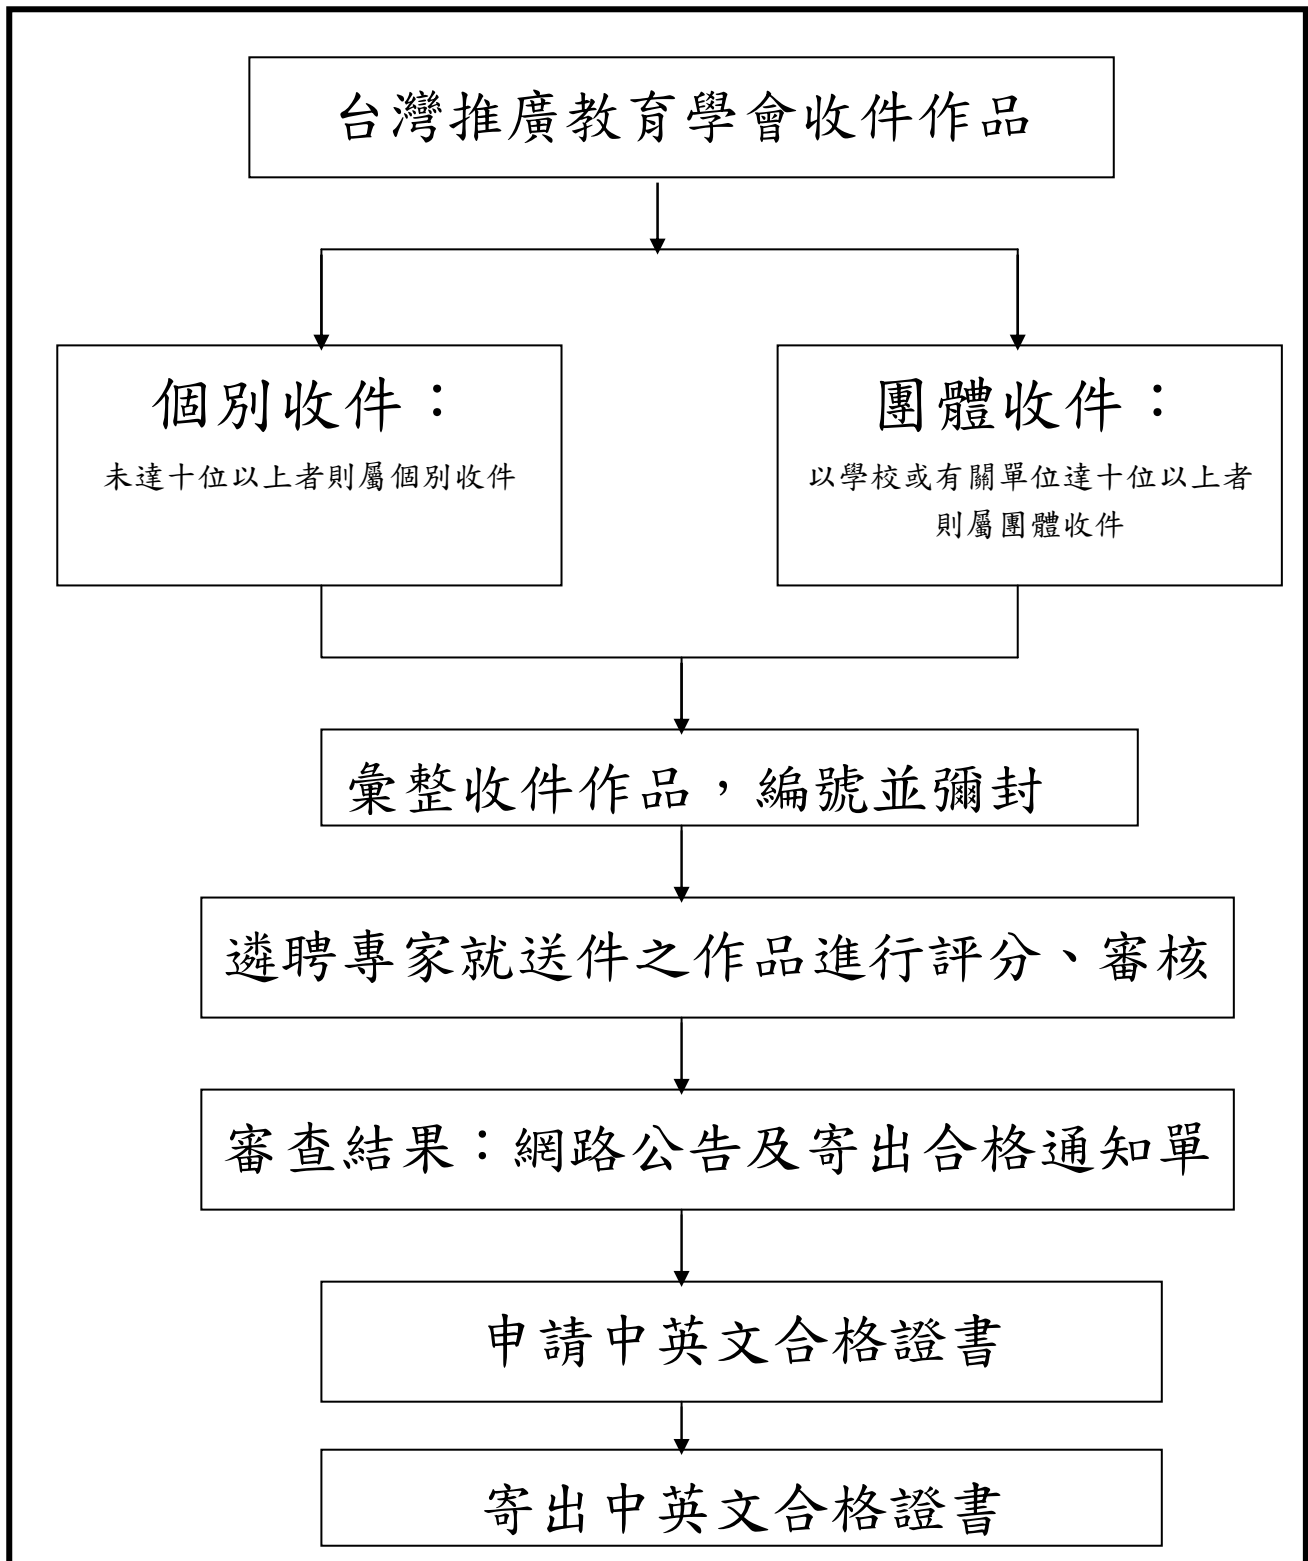 台灣推廣教育學會收件作品
個別收件：
未達十位以上者則屬個別收件
團體收件：
以學校或有關單位達十位以上者
則屬團體收件
彙整收件作品，編號並彌封
遴聘專家就送件之作品進行評分、審核
審查結果：網路公告及寄出合格通知單
申請中英文合格證書
寄出中英文合格證書